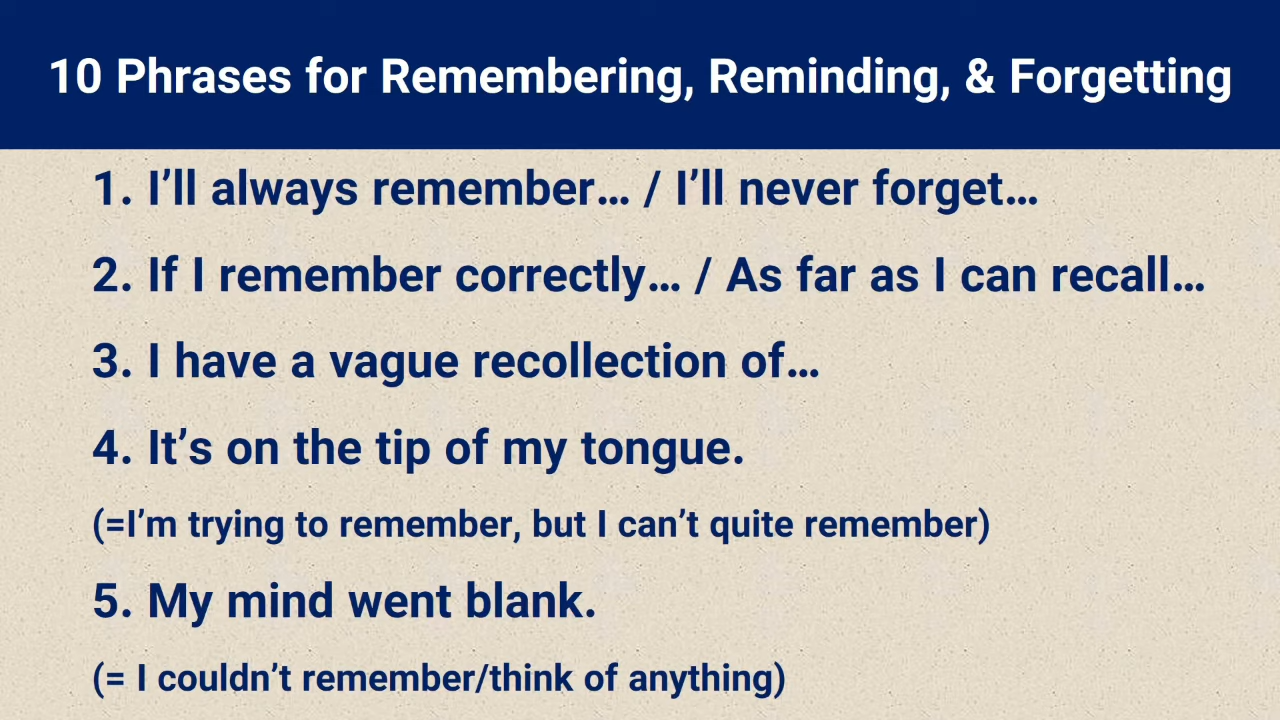 10 Phrases for Remembering, Reminding, & Forgetting
1. I’ll always remember… / I’ll never forget…
2. If I remember correctly… / As far as I can recall…
3. I have a vague recollection of…
4. It’s on the tip of my tongue.
(=I’m trying to remember, but I can’t quite remember)
5. My mind went blank.
(= I couldn’t remember/think of anything)